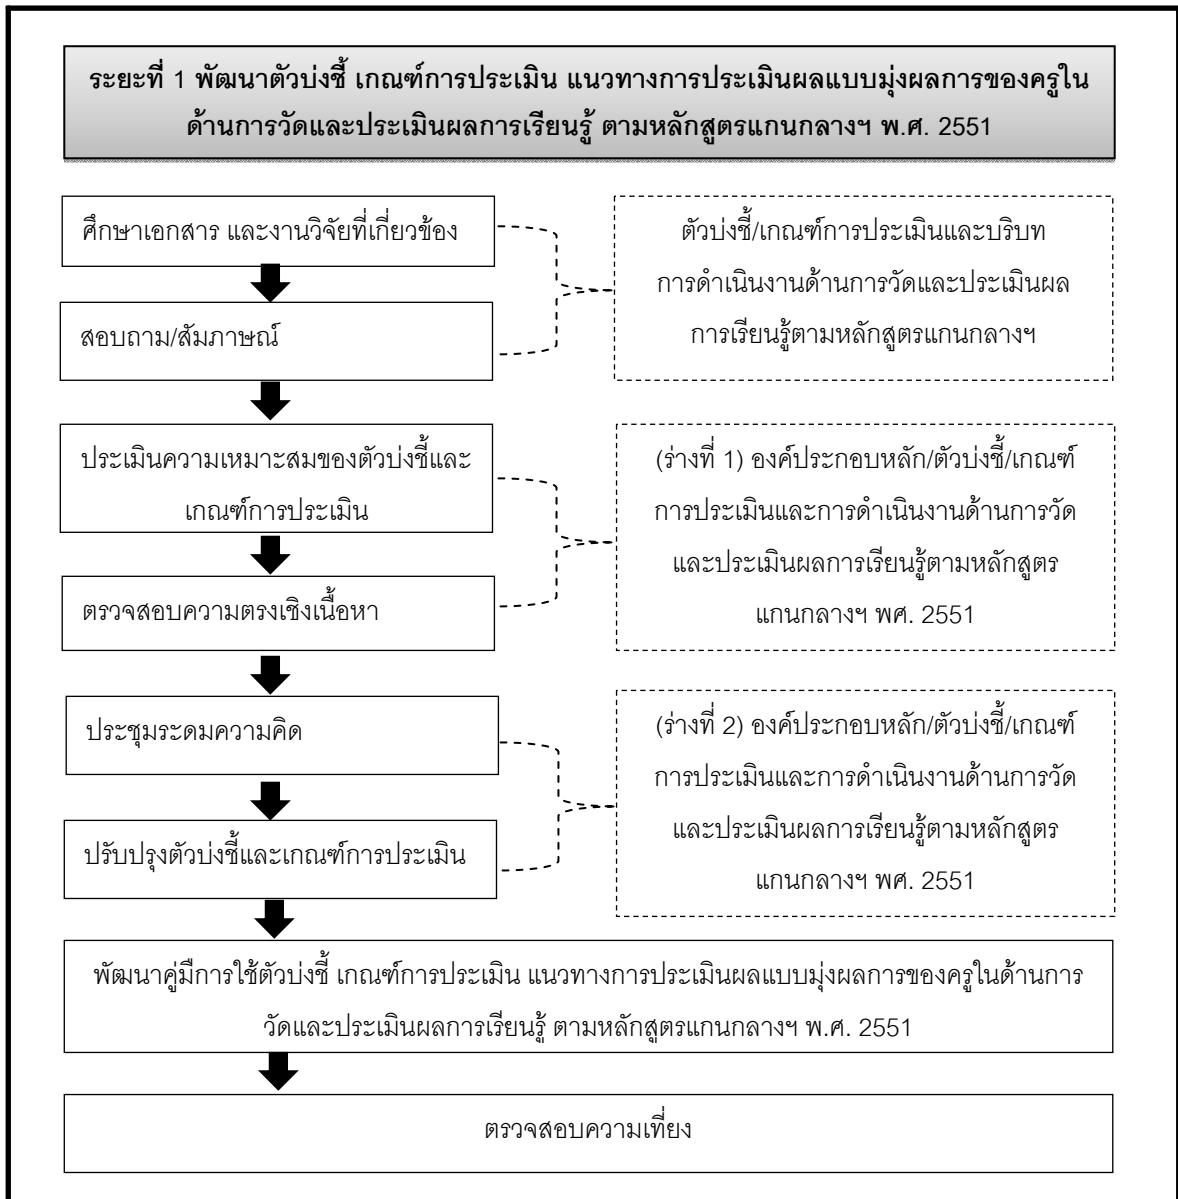 ระยะที่ 1 พัฒนาตัวบ่งชี้ เกณฑ์การประเมิน แนวทางการประเมินผลแบบมุ่งผลการของครูใน
ด้านการวัดและประเมินผลการเรียนรู้ ตามหลักสูตรแกนกลางฯ พ.ศ. 2551
ศึกษาเอกสาร และงานวิจัยที่เกี่ยวข้อง
สอบถาม/สัมภาษณ์
ตัวบ่งชี้/เกณฑ์การประเมินและบริบท
การดำเนินงานด้านการวัดและประเมินผล
การเรียนรู้ตามหลักสูตรแกนกลางฯ
ประเมินความเหมาะสมของตัวบ่งชี้และ
เกณฑ์การประเมิน
ตรวจสอบความตรงเชิงเนื้อหา
(ร่างที่ 1) องค์ประกอบหลัก/ตัวบ่งชี้/เกณฑ์
การประเมินและการดำเนินงานด้านการวัด
และประเมินผลการเรียนรู้ตามหลักสูตร
แกนกลางฯ พศ. 2551
ประชุมระดมความคิด
ปรับปรุงตัวบ่งชี้และเกณฑ์การประเมิน
(ร่างที่ 2) องค์ประกอบหลัก/ตัวบ่งชี้/เกณฑ์
การประเมินและการดำเนินงานด้านการวัด
และประเมินผลการเรียนรู้ตามหลักสูตร
แกนกลางฯ พศ. 2551
พัฒนาคู่มือการใช้ตัวบ่งชี้ เกณฑ์การประเมิน แนวทางการประเมินผลแบบมุ่งผลการของครูในด้านการ
วัดและประเมินผลการเรียนรู้ ตามหลักสูตรแกนกลางฯ พ.ศ. 2551
ตรวจสอบความเที่ยง